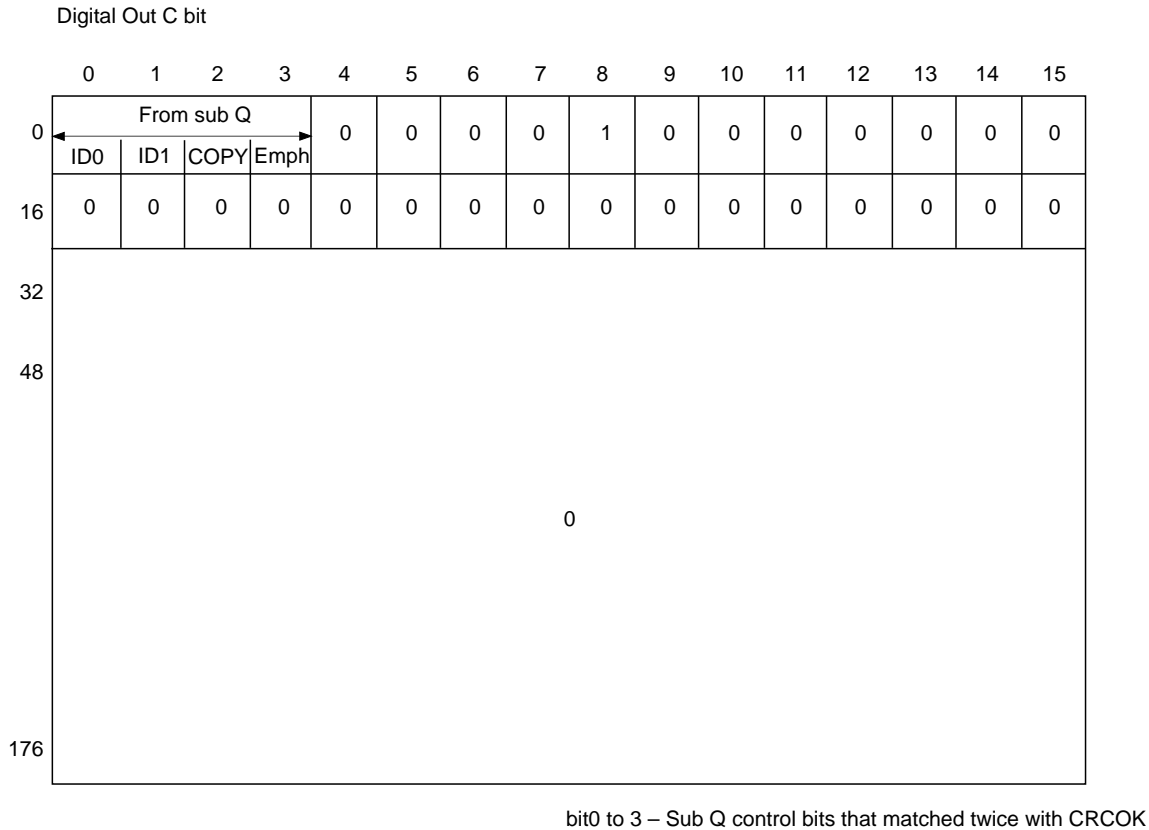 Digital Out C bit
0 1 2 3 4 5 6 7 8 9 10 11 12 13 14 15
From sub Q
0 0 0 0 0 1 0 0 0 0 0 0 0
ID0 ID1 COPY Emph
16 0 0 0 0 0 0 0 0 0 0 0 0 0 0 0 0
32
48
0
176
bit0 to 3 – Sub Q control bits that matched twice with CRCOK